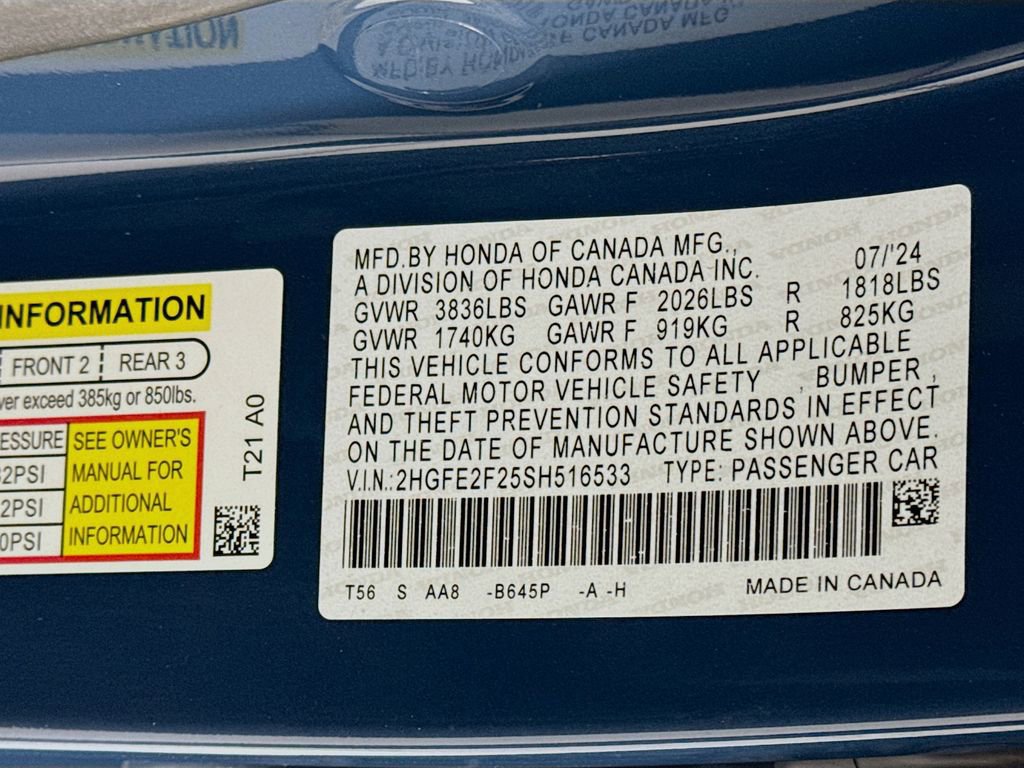 INFORMATION
FRONT 2 REAR 3
ver exceed 385kg or 850lbs.
ESSURE SEE OWNER'S
2PSI MANUAL FOR
2PSI ADDITIONAL
0PSI INFORMATION
T21 A0
MFD.BY HONDA OF CANADA MFG.,
A DIVISION OF HONDA CANADA INC. 07/'24
GVWR 3836LBS GAWR F 2026LBS R 1818LBS
GVWR 1740KG GAWR F 919KG R 825KG
THIS VEHICLE CONFORMS TO ALL APPLICABLE
FEDERAL MOTOR VEHICLE SAFETY , BUMPER ,
AND THEFT PREVENTION STANDARDS IN EFFECT
ON THE DATE OF MANUFACTURE SHOWN ABOVE.
V.I.N.:2HGFE2F25SH516533 TYPE: PASSENGER CAR
T56 S AA8 -B645P -A -H MADE IN CANADA